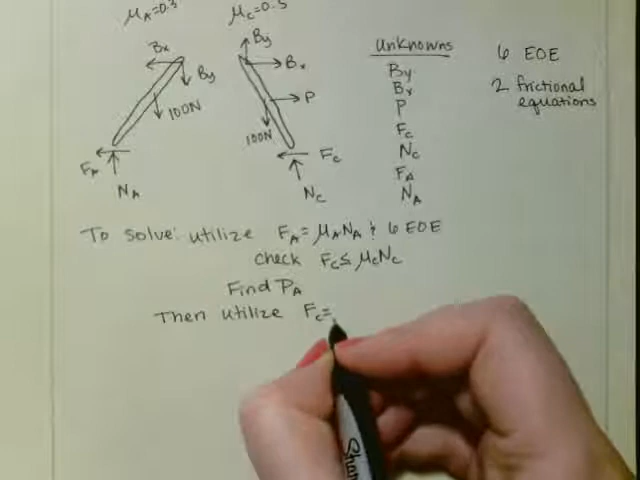 μA=0.3
μC=0.5
Bx
By
100N
FA
NA
By
Bx
P
100N
Fc
Nc
Unknowns
By
Bx
P
Fc
Nc
FA
NA
6 EOE
2 frictional
equations
To solve: utilize FA = μANA & 6 EOE
check Fc ≤ μcNc
Find PA
Then utilize Fc=
Shar